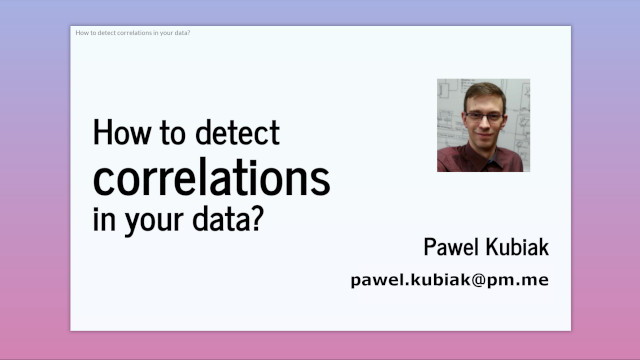 How to detect correlations in your data?
How to detect
correlations
in your data?
Pawel Kubiak
pawel.kubiak@pm.me